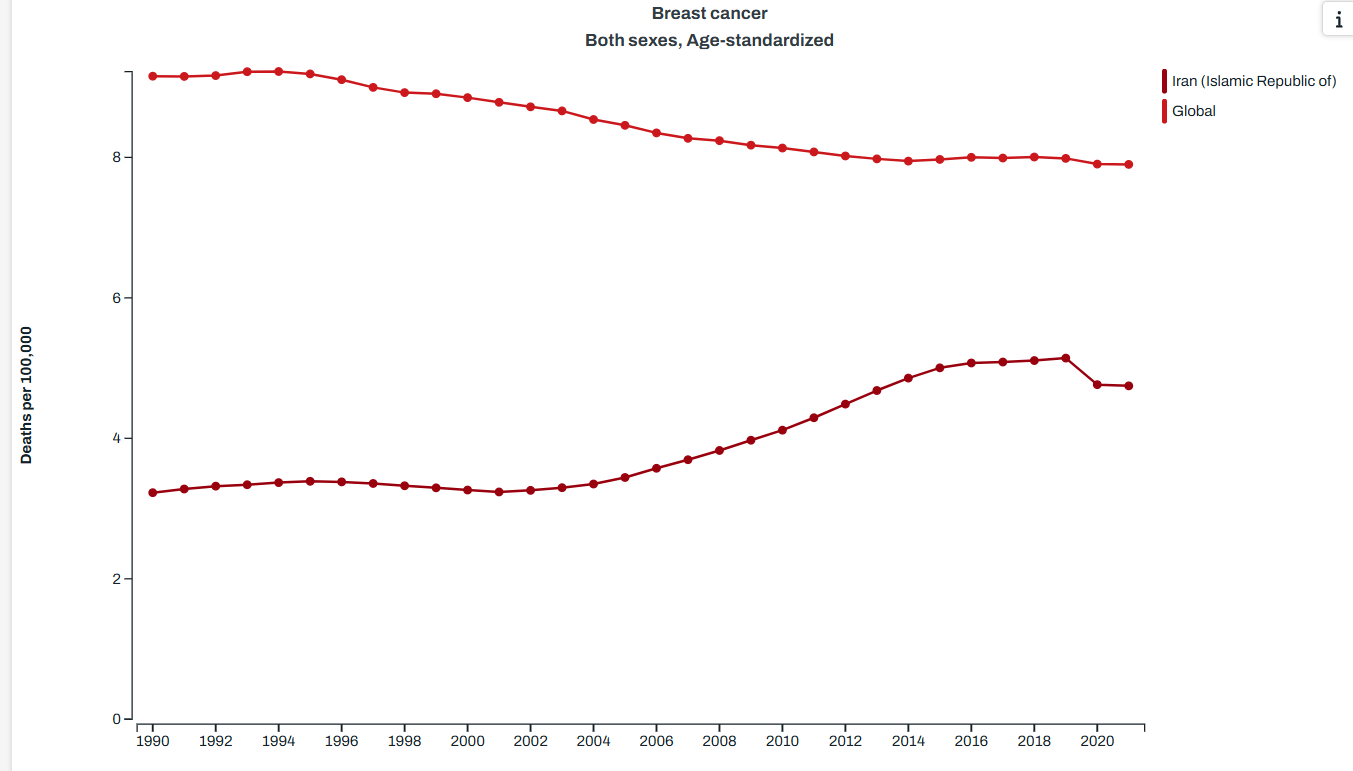 Breast cancer
Both sexes, Age-standardized
i
Iran (Islamic Republic of)
Global
Deaths per 100,000
8
6
4
2
0
1990 1992 1994 1996 1998 2000 2002 2004 2006 2008 2010 2012 2014 2016 2018 2020